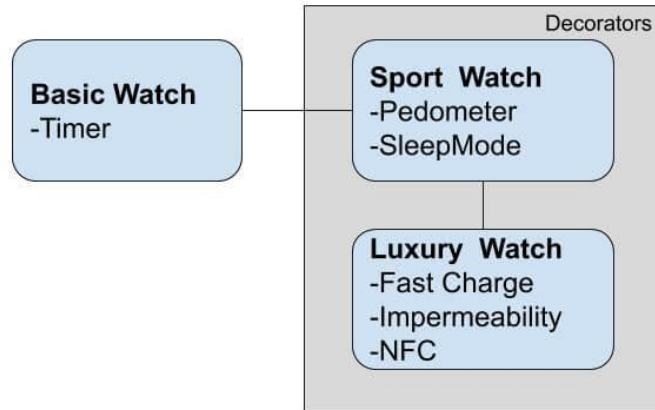 Decorators
Basic Watch
-Timer
Sport Watch
-Pedometer
-SleepMode
Luxury Watch
-Fast Charge
-Impermeability
-NFC